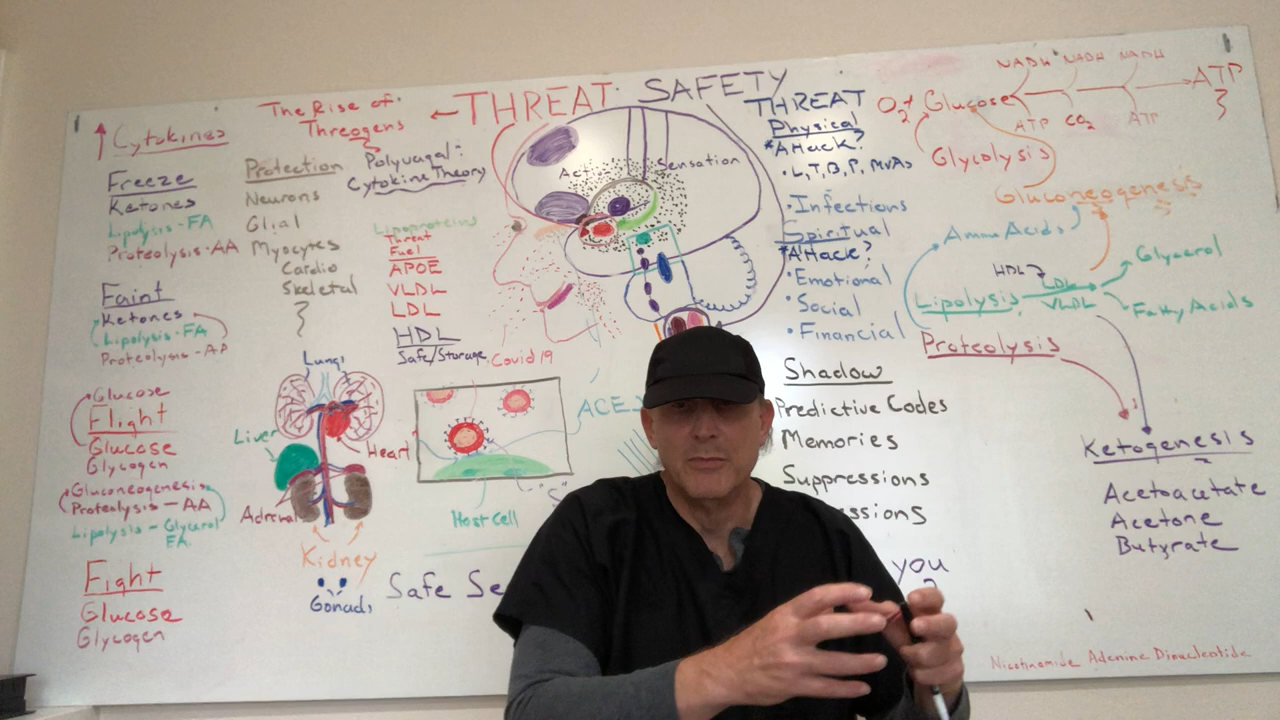 ↑ Cytokines
Freeze
Ketones
Lipolysis - FA
Proteolysis - AA
Faint
Ketones
Lipolysis - FA
Proteolysis - AA
Glucose
Flight
Glucose
Glycogen
Gluconeogenesis
Proteolysis - AA
Lipolysis - Glycerol
FA
Fight
Glucose
Glycogen
The Rise of
Threogens
Protection
Neurons
Glial
Myocytes
Cardio
Skeletal
Polyvagal:
Cytokine Theory
Lipoproteins
Threat
Fuel
APOE
VLDL
LDL
HDL
Safe/Storage
Lungs
Liver
Heart
Adrenal
Kidney
Gonads
← THREAT
SAFETY
Sensation
Covid 19
ACE
"S"
Host Cell
Safe Se
THREAT
Physical
*AHack?
• L, T, B, P, MVAs
• Infections
Spiritual
*AHack?
• Emotional
• Social
• Financial
Shadow
Predictive Codes
Memories
Suppressions
ssions
you
?
O2 + Glucose
NADH NADH NADH
ATP CO2 ATP
ATP
Glycolysis
Gluconeogenesis
Amino Acids
HDL
LDL
VLDL
Glycerol
Lipolysis
Fatty Acids
Proteolysis
Ketogenesis
Acetoacetate
Acetone
Butyrate
Nicotinamide Adenine Dinucleotide